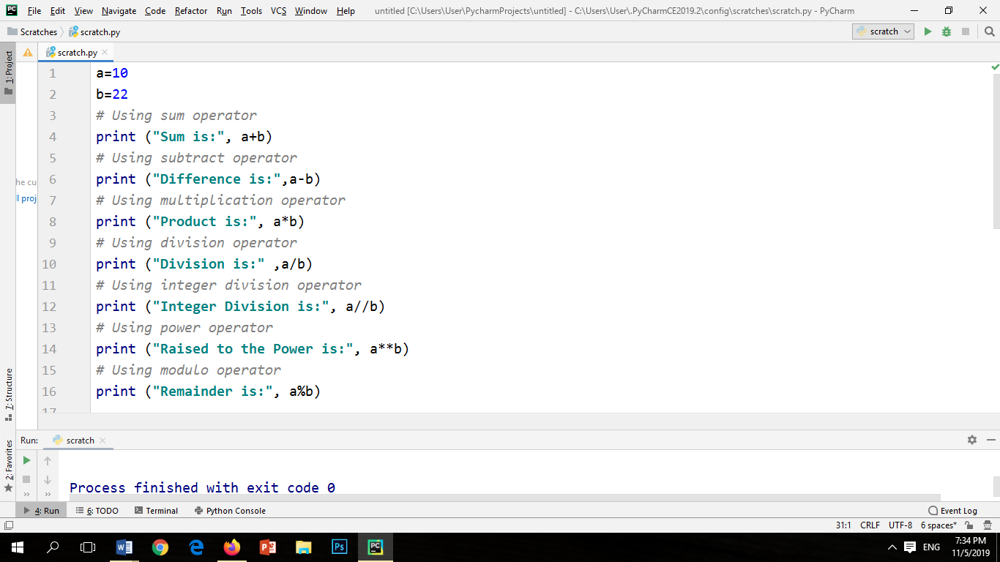 File Edit View Navigate Code Refactor Run Tools VCS Window Help untitled [C:\Users\User\PycharmProjects\untitled] - C:\Users\User\.PyCharmCE2019.2\config\scratches\scratch.py - PyCharm
Scratches scratch.py scratch
1: Project
scratch.py
1 a=10
2 b=22
3 # Using sum operator
4 print ("Sum is:", a+b)
5 # Using subtract operator
he cu
6 print ("Difference is:",a-b)
l proj
7 # Using multiplication operator
8 print ("Product is:", a*b)
9 # Using division operator
10 print ("Division is:" ,a/b)
11 # Using integer division operator
12 print ("Integer Division is:", a//b)
13 # Using power operator
14 print ("Raised to the Power is:", a**b)
15 # Using modulo operator
16 print ("Remainder is:", a%b)
17
7: Structure
2: Favorites
Run: scratch
Process finished with exit code 0
4: Run 6: TODO Terminal Python Console Event Log
31:1 CRLF UTF-8 6 spaces*
ENG 7:34 PM
11/5/2019